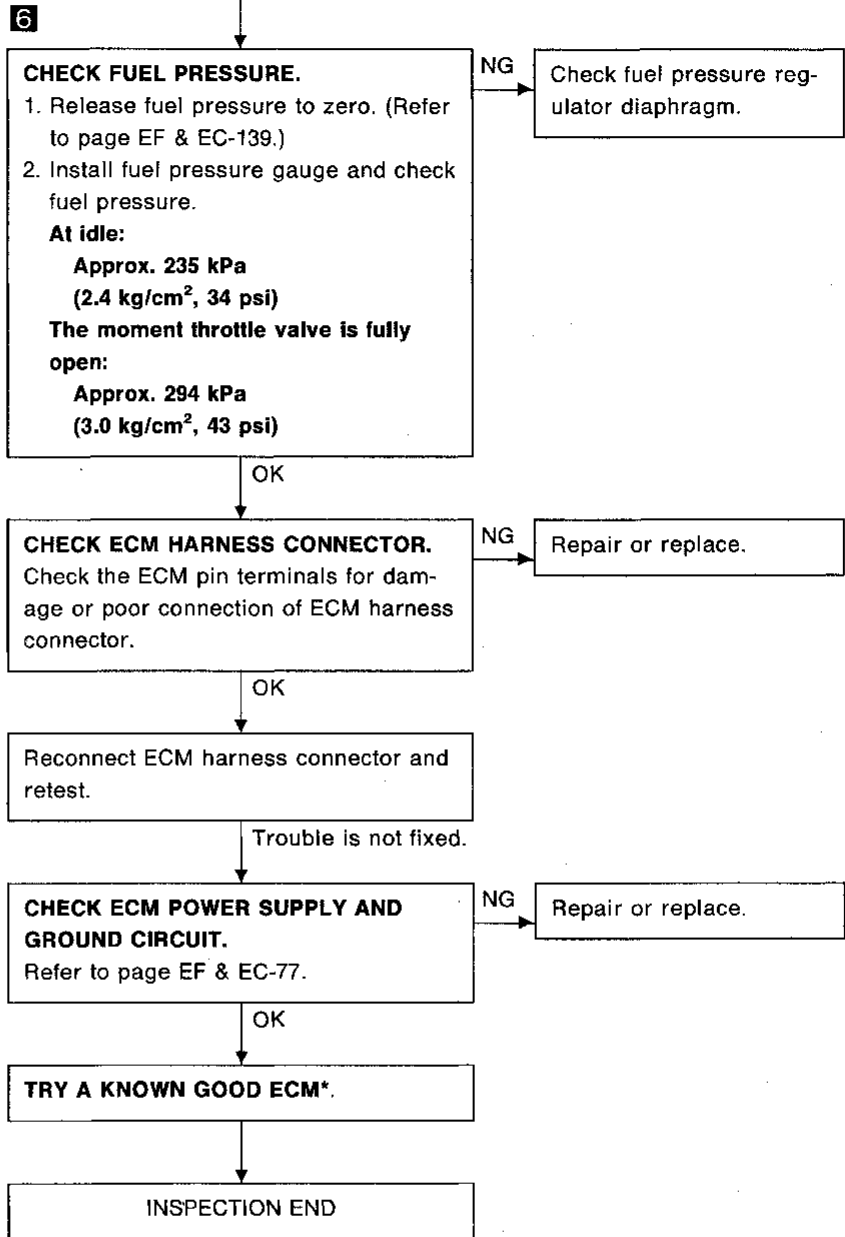 6
CHECK FUEL PRESSURE.
1. Release fuel pressure to zero. (Refer
to page EF & EC-139.)
2. Install fuel pressure gauge and check
fuel pressure.
At idle:
Approx. 235 kPa
(2.4 kg/cm², 34 psi)
The moment throttle valve is fully
open:
Approx. 294 kPa
(3.0 kg/cm², 43 psi)
NG
Check fuel pressure reg-
ulator diaphragm.
OK
CHECK ECM HARNESS CONNECTOR.
Check the ECM pin terminals for dam-
age or poor connection of ECM harness
connector.
NG
Repair or replace.
OK
Reconnect ECM harness connector and
retest.
Trouble is not fixed.
CHECK ECM POWER SUPPLY AND
GROUND CIRCUIT.
Refer to page EF & EC-77.
NG
Repair or replace.
OK
TRY A KNOWN GOOD ECM*.
INSPECTION END